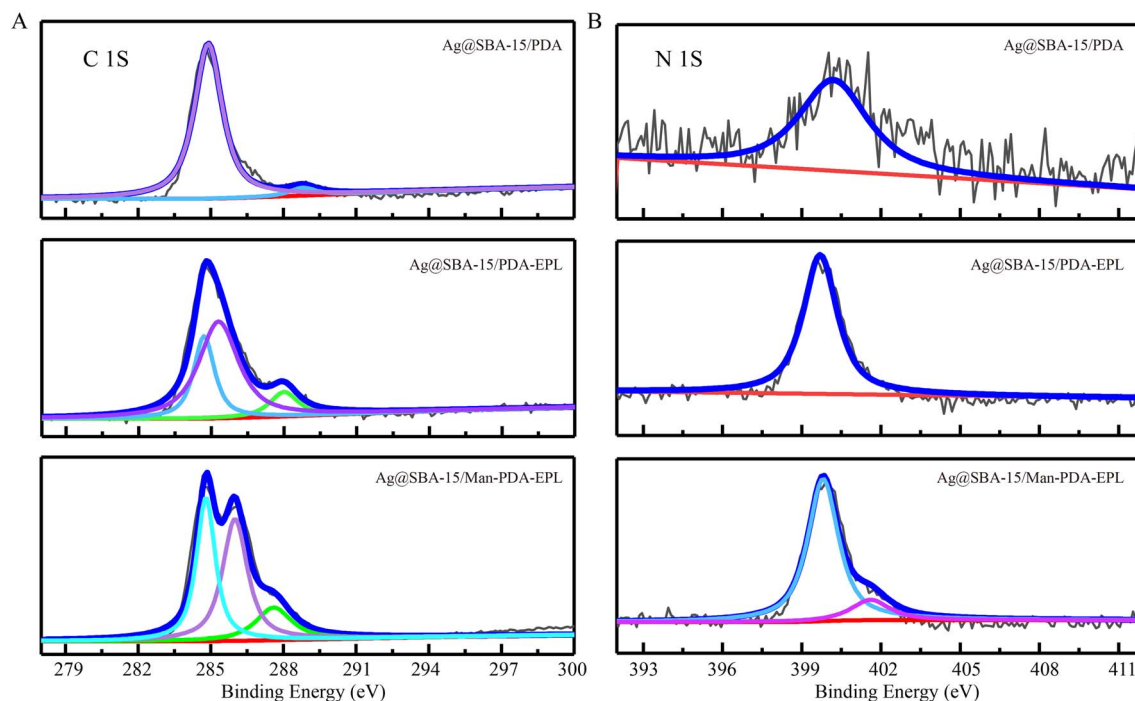 A
C 1S
Ag@SBA-15/PDA
Ag@SBA-15/PDA-EPL
Ag@SBA-15/Man-PDA-EPL
279 282 285 288 291 294 297 300
Binding Energy (eV)
B
N 1S
Ag@SBA-15/PDA
Ag@SBA-15/PDA-EPL
Ag@SBA-15/Man-PDA-EPL
393 396 399 402 405 408 411
Binding Energy (eV)